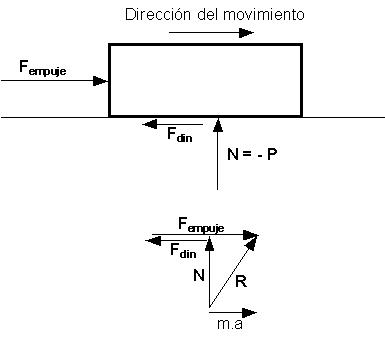 Dirección del movimiento
Fempuje
Fdin
N = - P
Fempuje
Fdin
N
R
m.a